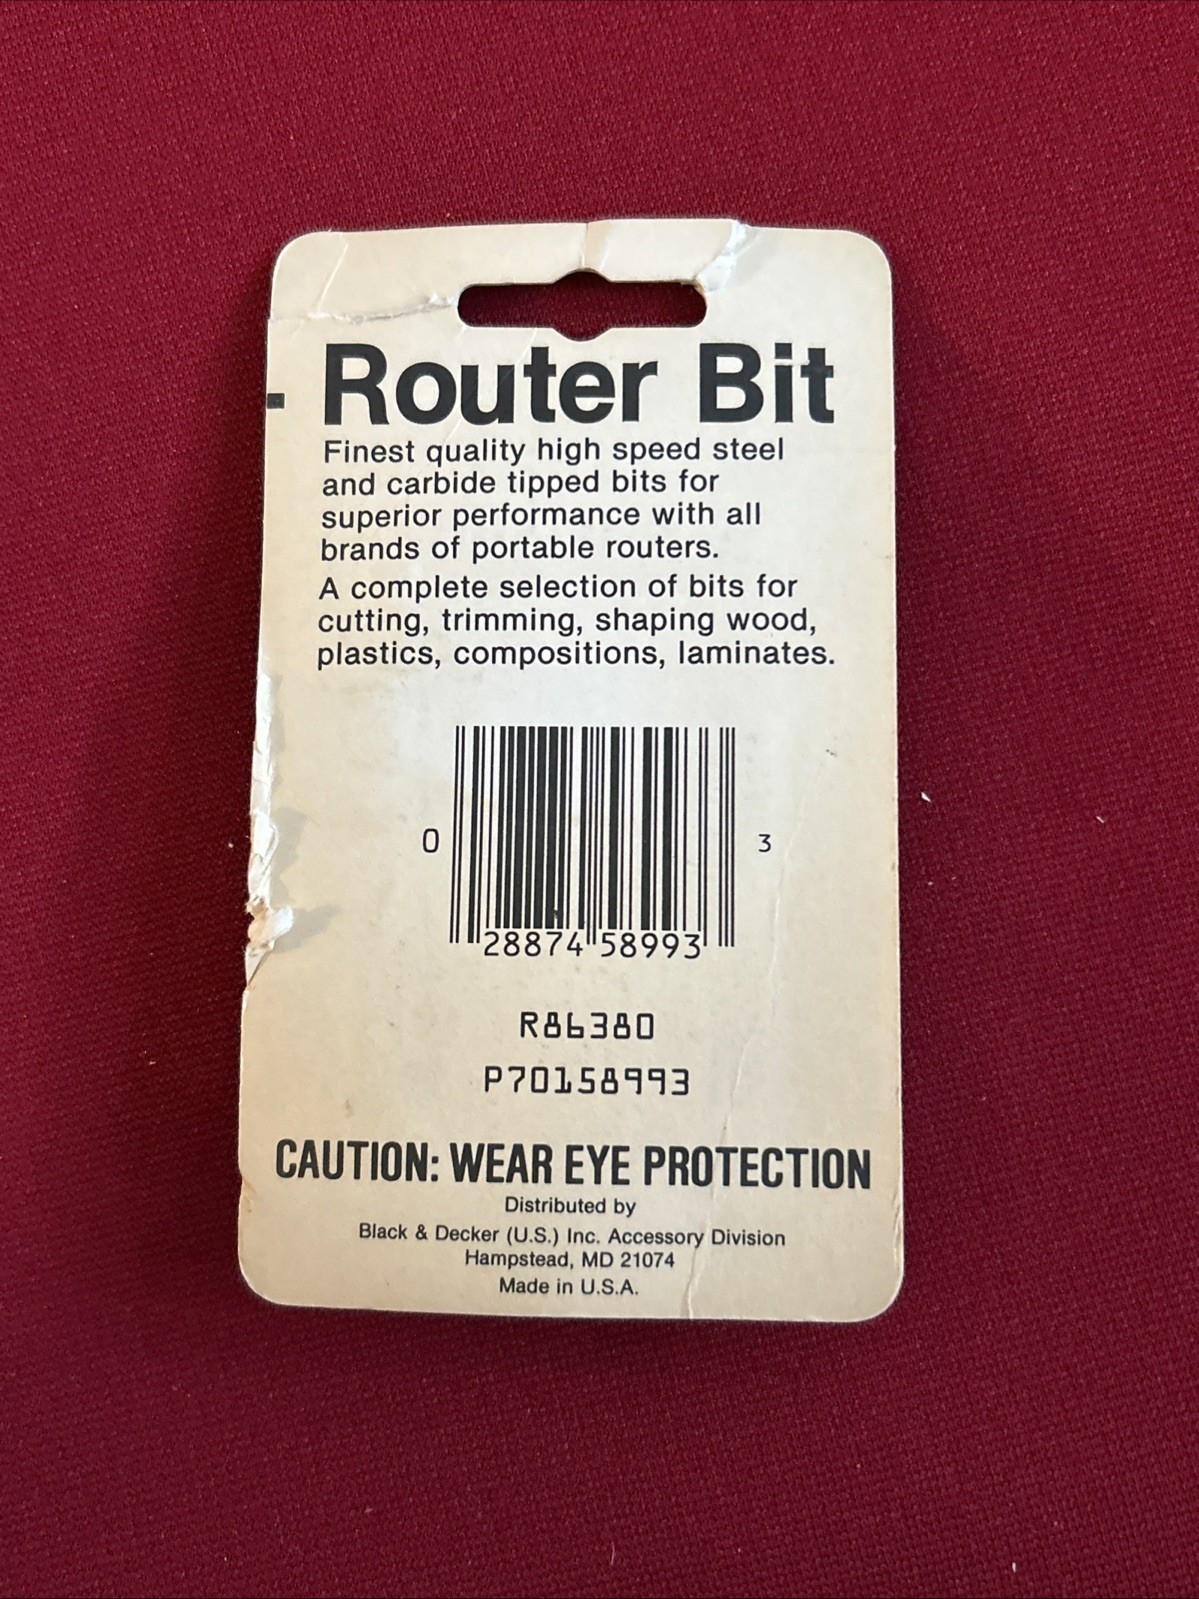 Router Bit
Finest quality high speed steel
and carbide tipped bits for
superior performance with all
brands of portable routers.
A complete selection of bits for
cutting, trimming, shaping wood,
plastics, compositions, laminates.
0 28874 58993 3
R86380
P70158993
CAUTION: WEAR EYE PROTECTION
Distributed by
Black & Decker (U.S.) Inc. Accessory Division
Hampstead, MD 21074
Made in U.S.A.